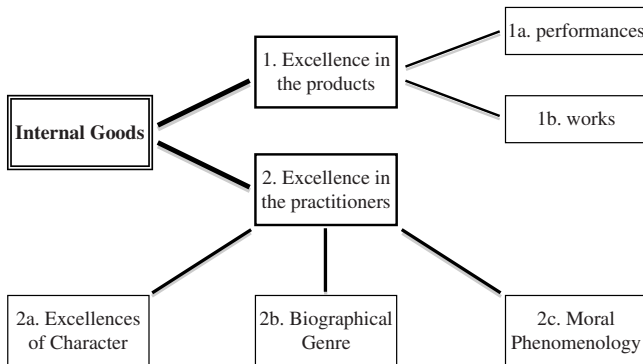 1a. performances
1. Excellence in
the products
Internal Goods
1b. works
2. Excellence in
the practitioners
2a. Excellences
of Character
2b. Biographical
Genre
2c. Moral
Phenomenology